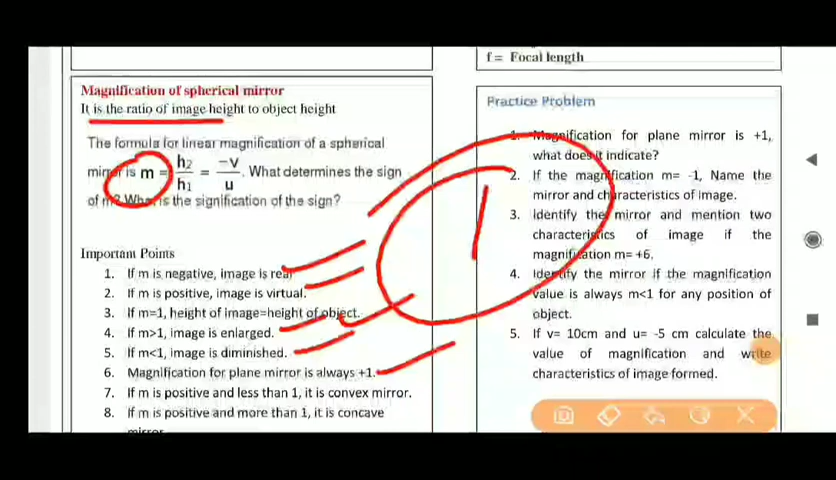 Magnification of spherical mirror
It is the ratio of image height to object height
The formula for linear magnification of a spherical
mirror is m = h2/h1 = -v/u. What determines the sign
of m? What is the signification of the sign?
Important Points
1. If m is negative, image is real
2. If m is positive, image is virtual.
3. If m=1, height of image=height of object.
4. If m>1, image is enlarged.
5. If m<1, image is diminished.
6. Magnification for plane mirror is always +1.
7. If m is positive and less than 1, it is convex mirror.
8. If m is positive and more than 1, it is concave
mirror
f = Focal length
Practice Problem
1. Magnification for plane mirror is +1,
what does it indicate?
2. If the magnification m= -1, Name the
mirror and characteristics of image.
3. Identify the mirror and mention two
characteristics of image if the
magnification m= +6.
4. Identify the mirror if the magnification
value is always m<1 for any position of
object.
5. If v= 10cm and u= -5 cm calculate the
value of magnification and write
characteristics of image formed.